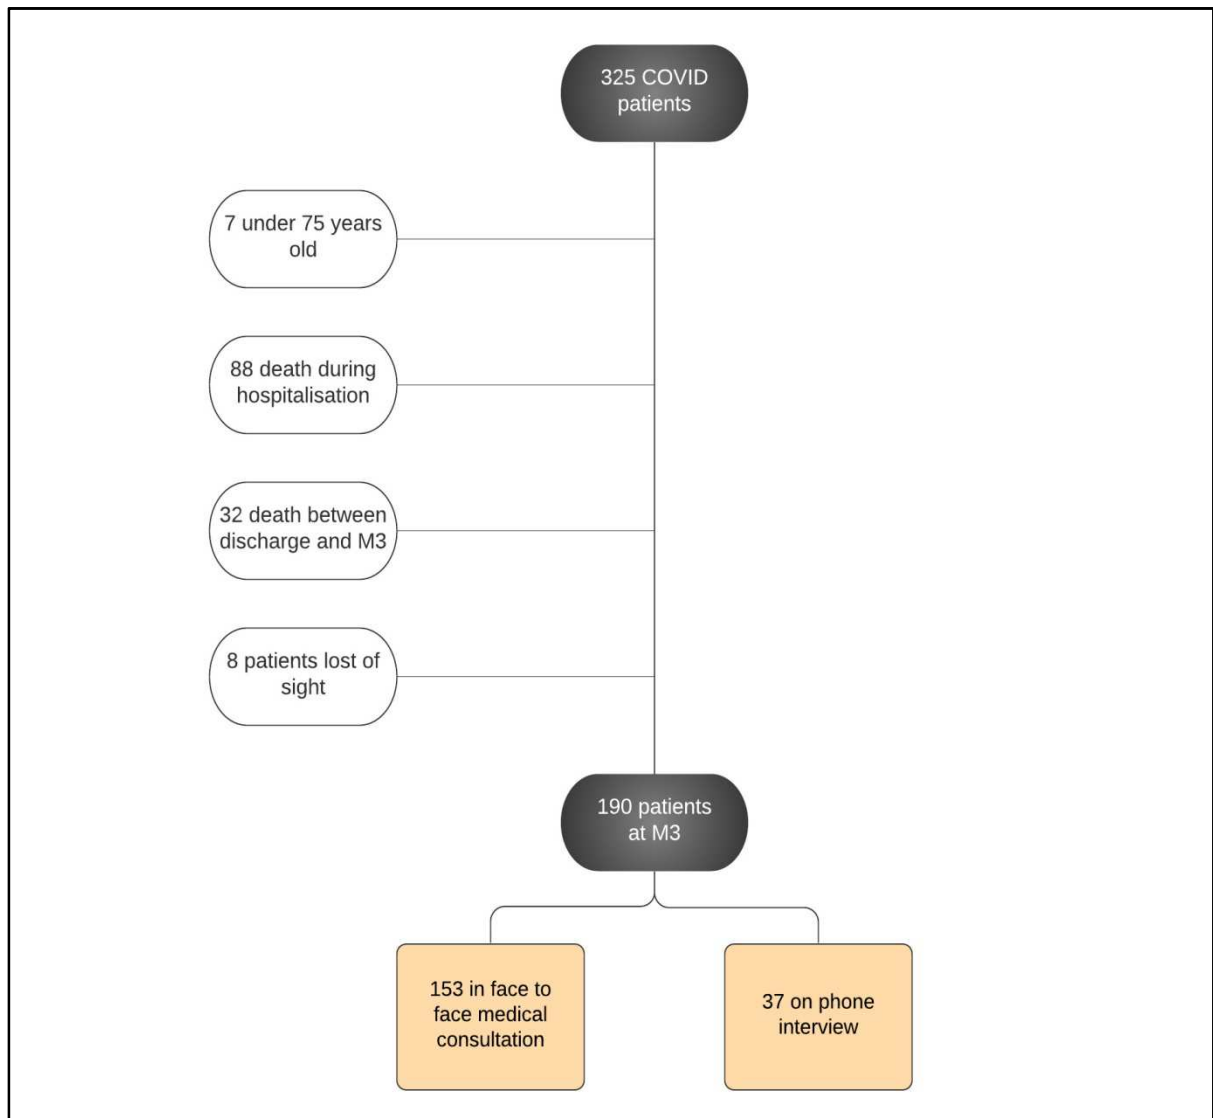 325 COVID
patients
7 under 75 years
old
88 death during
hospitalisation
32 death between
discharge and M3
8 patients lost of
sight
190 patients
at M3
153 in face to
face medical
consultation
37 on phone
interview